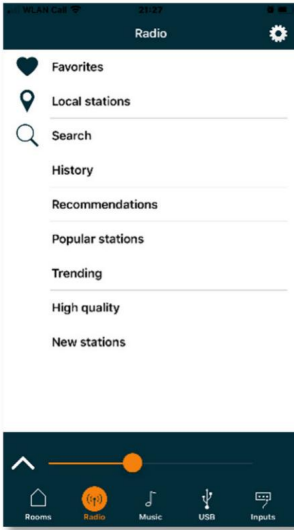 WLAN Call 21:27
Radio
Favorites
Local stations
Search
History
Recommendations
Popular stations
Trending
High quality
New stations
Rooms Radio Music USB Inputs